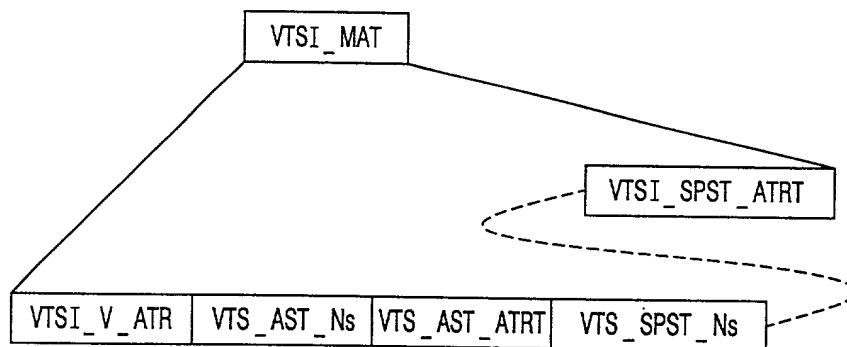 VTSI_MAT
VTSI_SPST_ATRT
VTSI_V_ATR VTS_AST_Ns VTS_AST_ATRT VTS_SPST_Ns